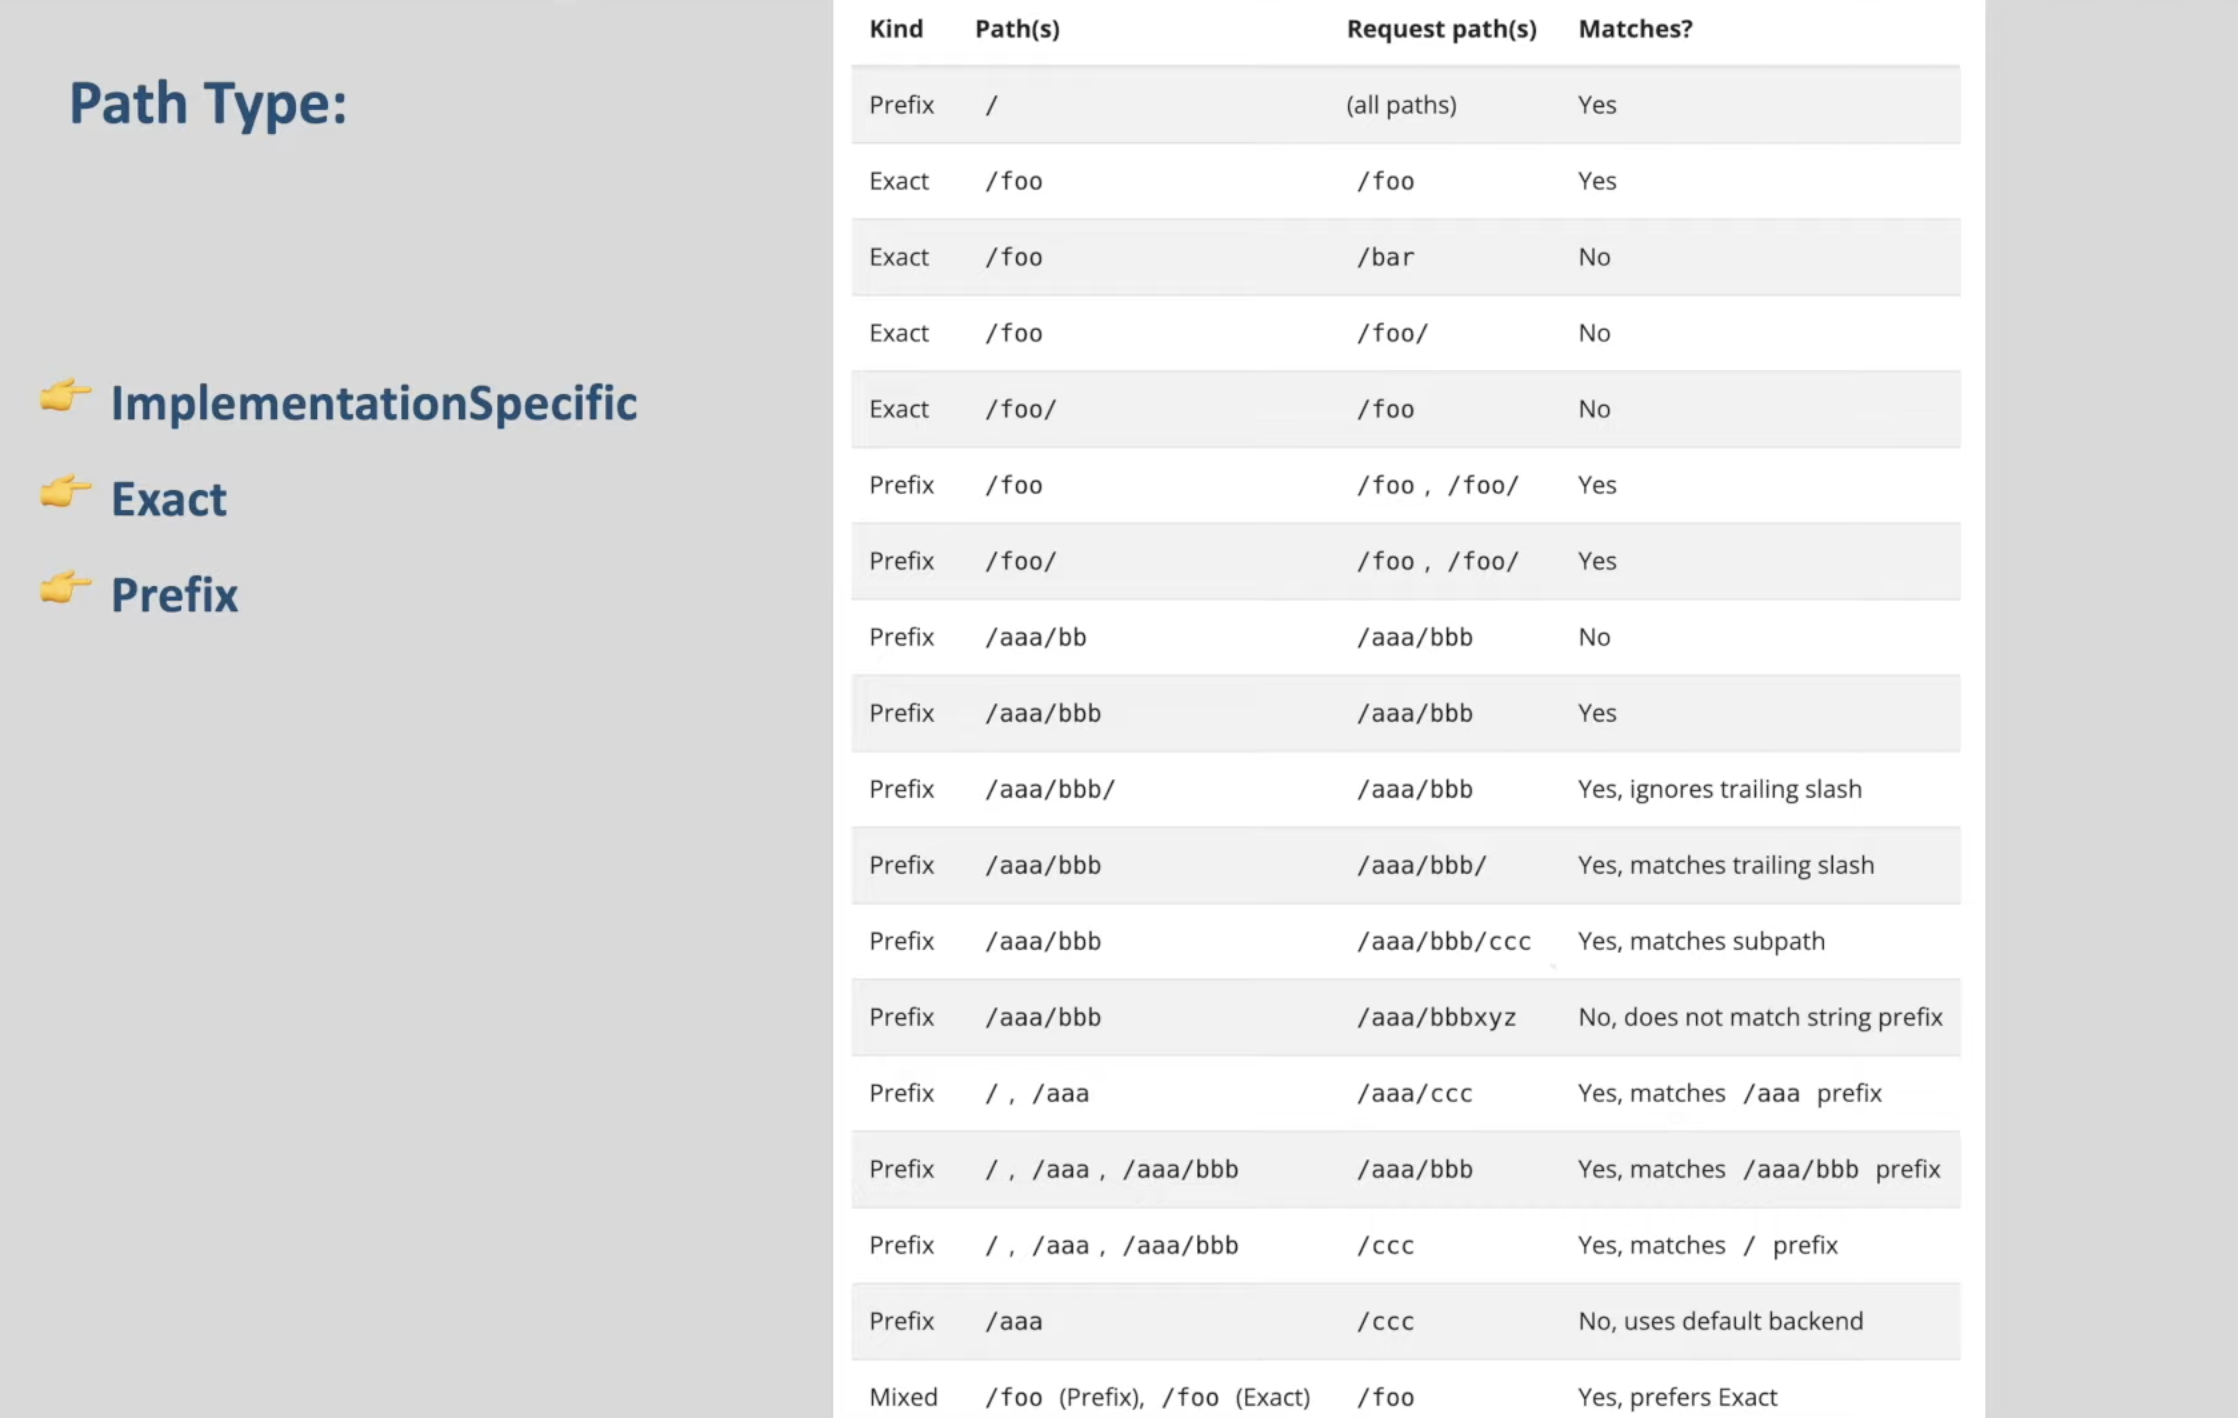 Path Type:
👉 ImplementationSpecific
👉 Exact
👉 Prefix
Kind Path(s) Request path(s) Matches?
Prefix / (all paths) Yes
Exact /foo /foo Yes
Exact /foo /bar No
Exact /foo /foo/ No
Exact /foo/ /foo No
Prefix /foo /foo , /foo/ Yes
Prefix /foo/ /foo , /foo/ Yes
Prefix /aaa/bb /aaa/bbb No
Prefix /aaa/bbb /aaa/bbb Yes
Prefix /aaa/bbb/ /aaa/bbb Yes, ignores trailing slash
Prefix /aaa/bbb /aaa/bbb/ Yes, matches trailing slash
Prefix /aaa/bbb /aaa/bbb/ccc Yes, matches subpath
Prefix /aaa/bbb /aaa/bbbxyz No, does not match string prefix
Prefix / , /aaa /aaa/ccc Yes, matches /aaa prefix
Prefix / , /aaa , /aaa/bbb /aaa/bbb Yes, matches /aaa/bbb prefix
Prefix / , /aaa , /aaa/bbb /ccc Yes, matches / prefix
Prefix /aaa /ccc No, uses default backend
Mixed /foo (Prefix), /foo (Exact) /foo Yes, prefers Exact